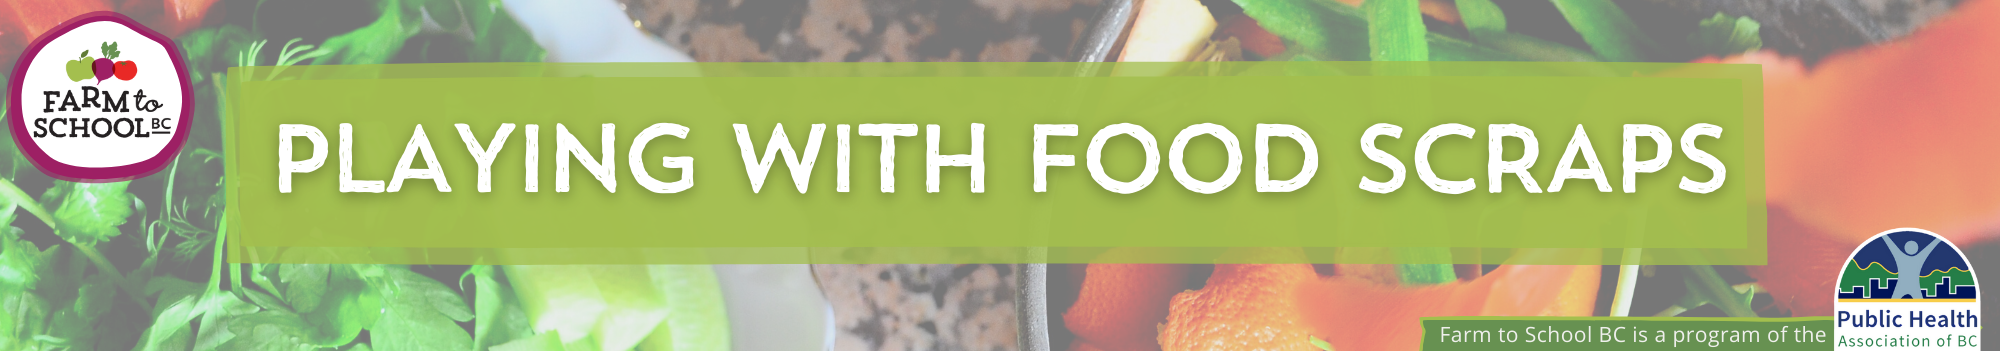 FARM to
SCHOOL BC
PLAYING WITH FOOD SCRAPS
Farm to School BC is a program of the
Public Health
Association of BC